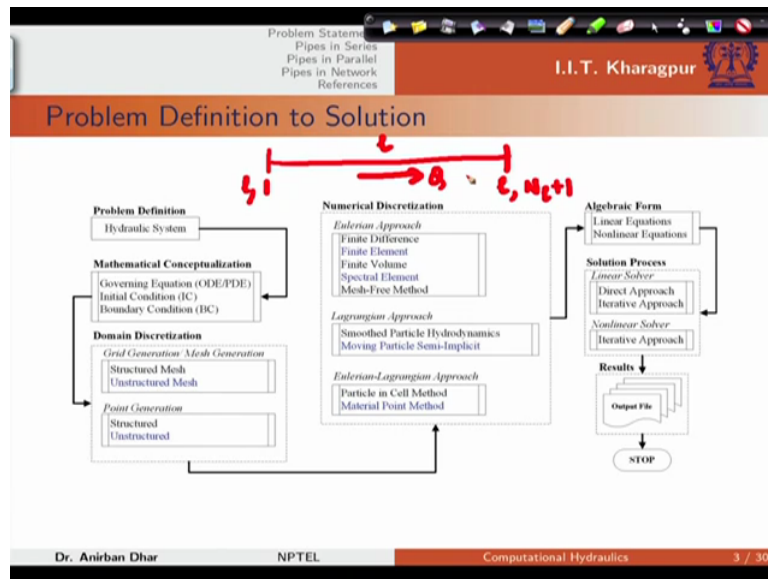 Problem Stateme
Pipes in Series
Pipes in Parallel
Pipes in Network
References
I.I.T. Kharagpur
Problem Definition to Solution
l
l, 1
l, Nl+1
Problem Definition
Hydraulic System
Mathematical Conceptualization
Governing Equation (ODE/PDE)
Initial Condition (IC)
Boundary Condition (BC)
Domain Discretization
Grid Generation/Mesh Generation
Structured Mesh
Unstructured Mesh
Point Generation
Structured
Unstructured
Numerical Discretization
Eulerian Approach
Finite Difference
Finite Element
Finite Volume
Spectral Element
Mesh-Free Method
Lagrangian Approach
Smoothed Particle Hydrodynamics
Moving Particle Semi-Implicit
Eulerian-Lagrangian Approach
Particle in Cell Method
Material Point Method
Algebraic Form
Linear Equations
Nonlinear Equations
Solution Process
Linear Solver
Direct Approach
Iterative Approach
Nonlinear Solver
Iterative Approach
Results
Output File
STOP
Dr. Anirban Dhar NPTEL Computational Hydraulics 3 / 30